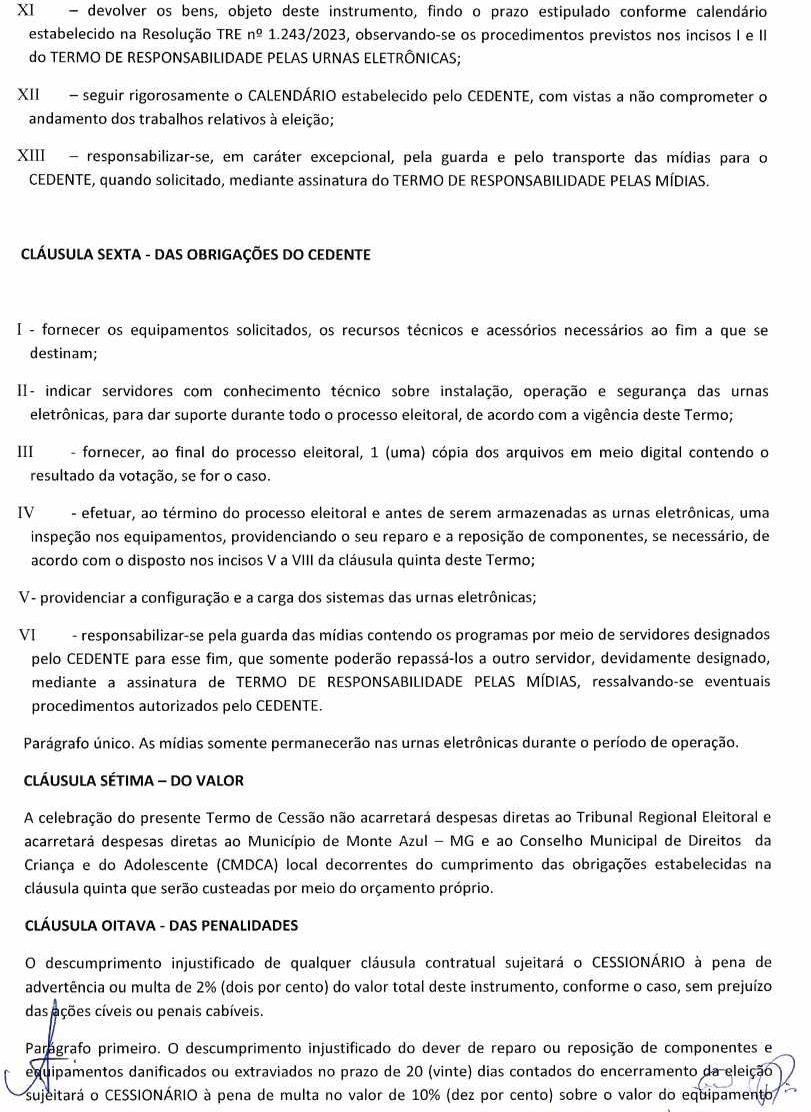 XI – devolver os bens, objeto deste instrumento, findo o prazo estipulado conforme calendário
estabelecido na Resolução TRE nº 1.243/2023, observando-se os procedimentos previstos nos incisos I e II
do TERMO DE RESPONSABILIDADE PELAS URNAS ELETRÔNICAS;
XII – seguir rigorosamente o CALENDÁRIO estabelecido pelo CEDENTE, com vistas a não comprometer o
andamento dos trabalhos relativos à eleição;
XIII – responsabilizar-se, em caráter excepcional, pela guarda e pelo transporte das mídias para o
CEDENTE, quando solicitado, mediante assinatura do TERMO DE RESPONSABILIDADE PELAS MÍDIAS.
CLÁUSULA SEXTA - DAS OBRIGAÇÕES DO CEDENTE
I - fornecer os equipamentos solicitados, os recursos técnicos e acessórios necessários ao fim a que se
destinam;
II- indicar servidores com conhecimento técnico sobre instalação, operação e segurança das urnas
eletrônicas, para dar suporte durante todo o processo eleitoral, de acordo com a vigência deste Termo;
III - fornecer, ao final do processo eleitoral, 1 (uma) cópia dos arquivos em meio digital contendo o
resultado da votação, se for o caso.
IV - efetuar, ao término do processo eleitoral e antes de serem armazenadas as urnas eletrônicas, uma
inspeção nos equipamentos, providenciando o seu reparo e a reposição de componentes, se necessário, de
acordo com o disposto nos incisos V a VIII da cláusula quinta deste Termo;
V- providenciar a configuração e a carga dos sistemas das urnas eletrônicas;
VI - responsabilizar-se pela guarda das mídias contendo os programas por meio de servidores designados
pelo CEDENTE para esse fim, que somente poderão repassá-los a outro servidor, devidamente designado,
mediante a assinatura de TERMO DE RESPONSABILIDADE PELAS MÍDIAS, ressalvando-se eventuais
procedimentos autorizados pelo CEDENTE.
Parágrafo único. As mídias somente permanecerão nas urnas eletrônicas durante o período de operação.
CLÁUSULA SÉTIMA – DO VALOR
A celebração do presente Termo de Cessão não acarretará despesas diretas ao Tribunal Regional Eleitoral e
acarretará despesas diretas ao Município de Monte Azul – MG e ao Conselho Municipal de Direitos da
Criança e do Adolescente (CMDCA) local decorrentes do cumprimento das obrigações estabelecidas na
cláusula quinta que serão custeadas por meio do orçamento próprio.
CLÁUSULA OITAVA - DAS PENALIDADES
O descumprimento injustificado de qualquer cláusula contratual sujeitará o CESSIONÁRIO à pena de
advertência ou multa de 2% (dois por cento) do valor total deste instrumento, conforme o caso, sem prejuízo
das ações cíveis ou penais cabíveis.
Parágrafo primeiro. O descumprimento injustificado do dever de reparo ou reposição de componentes e
equipamentos danificados ou extraviados no prazo de 20 (vinte) dias contados do encerramento da eleição
sujeitará o CESSIONÁRIO à pena de multa no valor de 10% (dez por cento) sobre o valor do equipamento